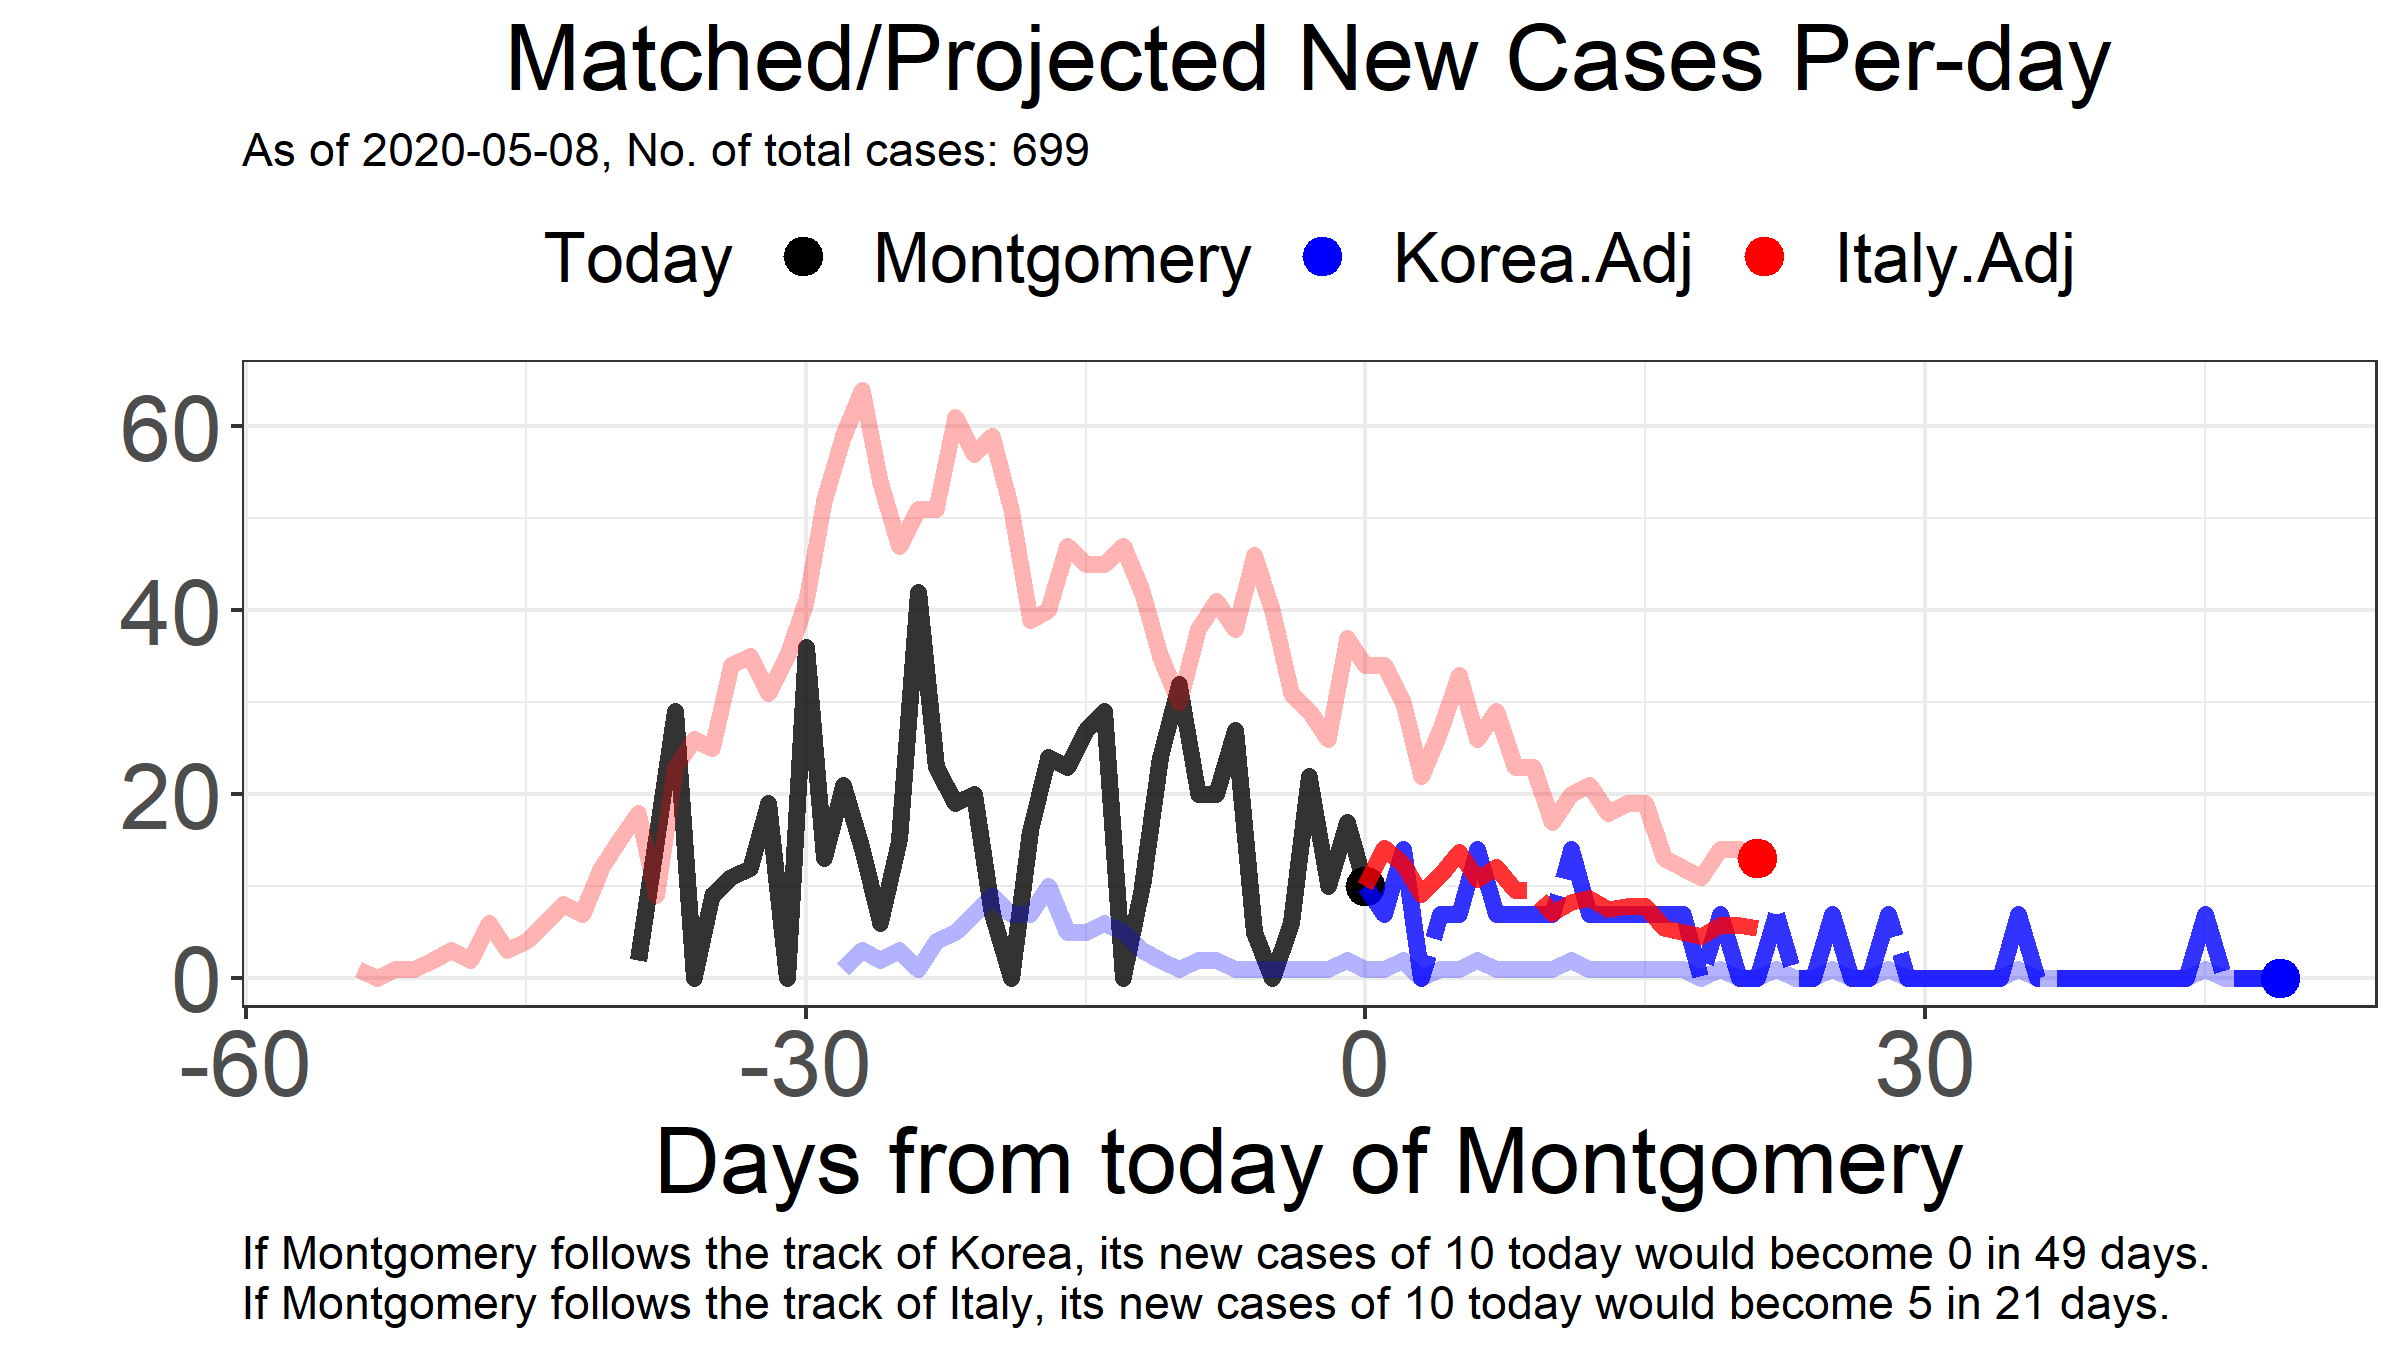 Matched/Projected New Cases Per-day
As of 2020-05-08, No. of total cases: 699
Today Montgomery Korea.Adj Italy.Adj
60
40
20
0
-60 -30 0 30
Days from today of Montgomery
If Montgomery follows the track of Korea, its new cases of 10 today would become 0 in 49 days.
If Montgomery follows the track of Italy, its new cases of 10 today would become 5 in 21 days.